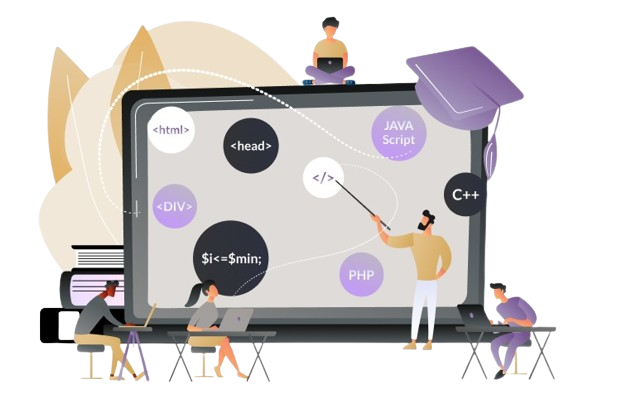 <html>
<head>
JAVA
Script
</>
<DIV>
C++
$i<=$min;
PHP